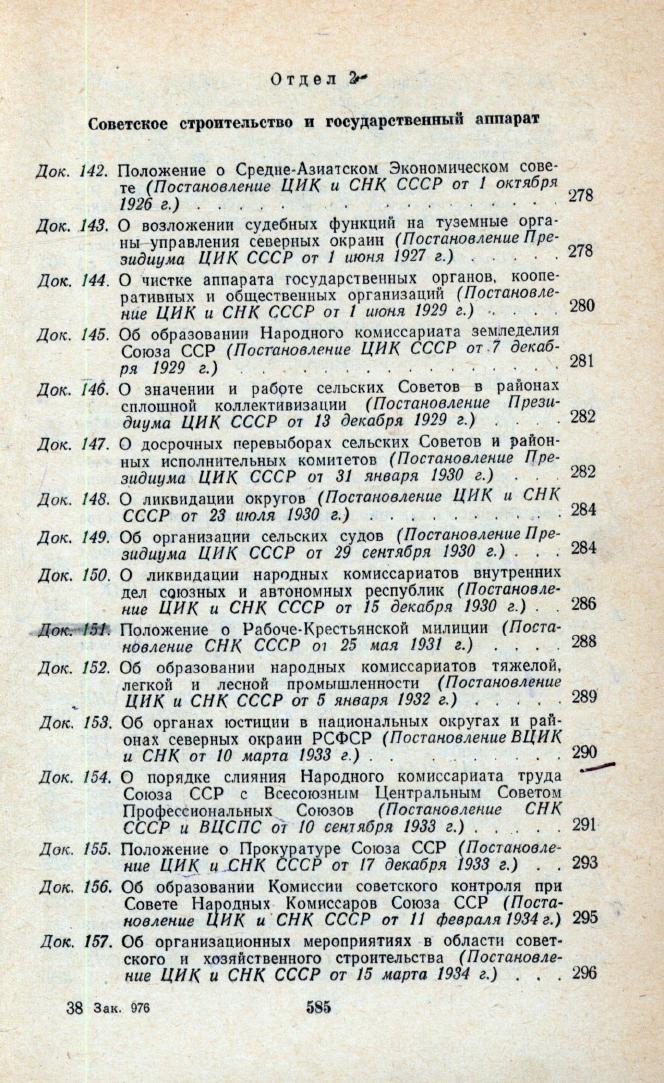 Отдел 2
Советское строительство и государственный аппарат
Док. 142. Положение о Средне-Азиатском Экономическом сове-
те (Постановление ЦИК и СНК СССР от 1 октября
1926 г.) . . . . . . . . . . . . . . . . . 278
Док. 143. О возложении судебных функций на туземные орга-
ны управления северных окраин (Постановление Пре-
зидиума ЦИК СССР от 1 июня 1927 г.) . . . . . 278
Док. 144. О чистке аппарата государственных органов, коопе-
ративных и общественных организаций (Постановле-
ние ЦИК и СНК СССР от 1 июня 1929 г.) . . . . 280
Док. 145. Об образовании Народного комиссариата земледелия
Союза ССР (Постановление ЦИК СССР от 7 декаб-
ря 1929 г.) . . . . . . . . . . . . . . . 281
Док. 146. О значении и работе сельских Советов в районах
сплошной коллективизации (Постановление Прези-
диума ЦИК СССР от 13 декабря 1929 г.) . . . . 282
Док. 147. О досрочных перевыборах сельских Советов и район-
ных исполнительных комитетов (Постановление Пре-
зидиума ЦИК СССР от 31 января 1930 г.) . . . . 282
Док. 148. О ликвидации округов (Постановление ЦИК и СНК
СССР от 23 июля 1930 г.) . . . . . . . . . . 284
Док. 149. Об организации сельских судов (Постановление Пре-
зидиума ЦИК СССР от 29 сентября 1930 г.) . . . 284
Док. 150. О ликвидации народных комиссариатов внутренних
дел союзных и автономных республик (Постановле-
ние ЦИК и СНК СССР от 15 декабря 1930 г.) . . 286
Док. 151. Положение о Рабоче-Крестьянской милиции (Поста-
новление СНК СССР от 25 мая 1931 г.) . . . . 288
Док. 152. Об образовании народных комиссариатов тяжелой,
легкой и лесной промышленности (Постановление
ЦИК и СНК СССР от 5 января 1932 г.) . . . . . 289
Док. 153. Об органах юстиции в национальных округах и рай-
онах северных окраин РСФСР (Постановление ВЦИК
и СНК от 10 марта 1933 г.) . . . . . . . . . . 290
Док. 154. О порядке слияния Народного комиссариата труда
Союза ССР с Всесоюзным Центральным Советом
Профессиональных Союзов (Постановление СНК
СССР и ВЦСПС от 10 сентября 1933 г.) . . . . . 291
Док. 155. Положение о Прокуратуре Союза ССР (Постановле-
ние ЦИК и СНК СССР от 17 декабря 1933 г.) . . 293
Док. 156. Об образовании Комиссии советского контроля при
Совете Народных Комиссаров Союза ССР (Поста-
новление ЦИК и СНК СССР от 11 февраля 1934 г.) 295
Док. 157. Об организационных мероприятиях в области совет-
ского и хозяйственного строительства (Постановле-
ние ЦИК и СНК СССР от 15 марта 1934 г.) . . . 296
38 Зак. 976 585